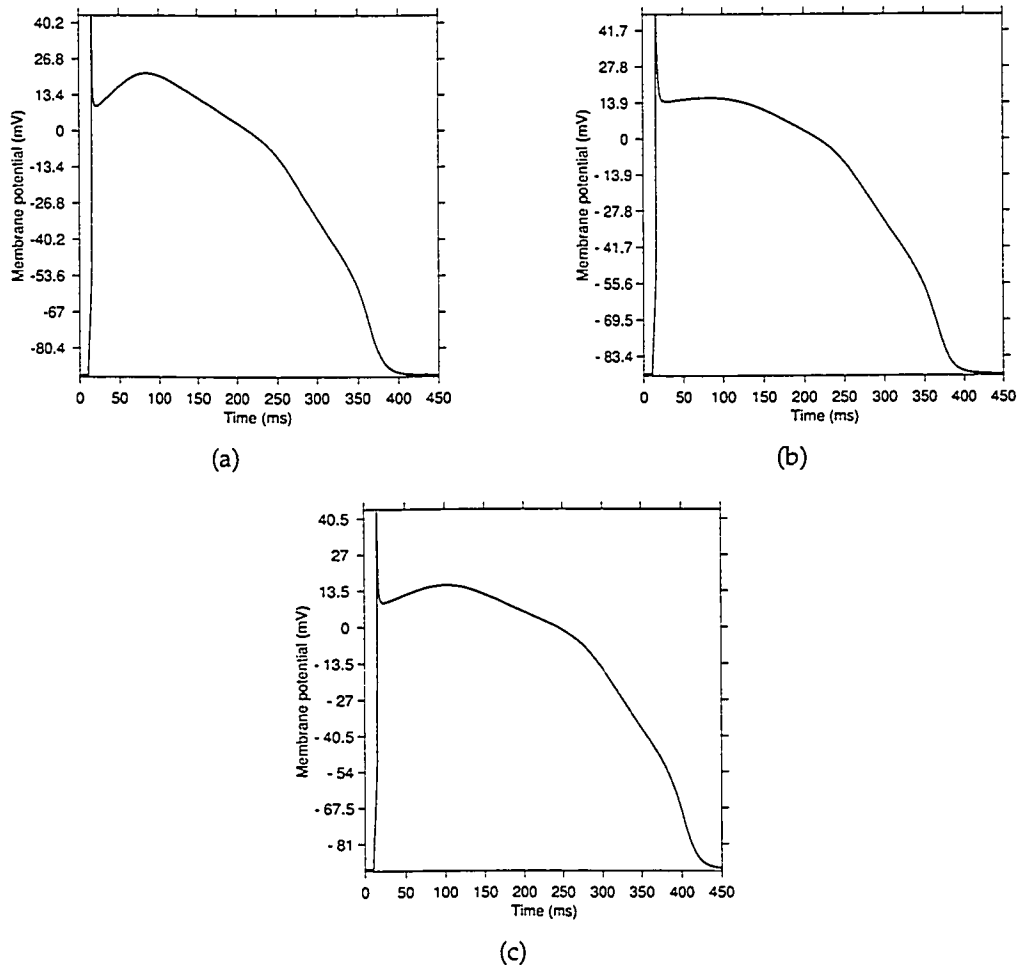 40.2
26.8
13.4
0
-13.4
-26.8
-40.2
-53.6
-67
-80.4
Membrane potential (mV)
0 50 100 150 200 250 300 350 400 450
Time (ms)
(a)
41.7
27.8
13.9
0
- 13.9
- 27.8
-41.7
-55.6
- 69.5
- 83.4
Membrane potential (mV)
0 50 100 150 200 250 300 350 400 450
Time (ms)
(b)
40.5
27
13.5
0
- 13.5
- 27
- 40.5
- 54
- 67.5
- 81
Membrane potential (mV)
0 50 100 150 200 250 300 350 400 450
Time (ms)
(c)